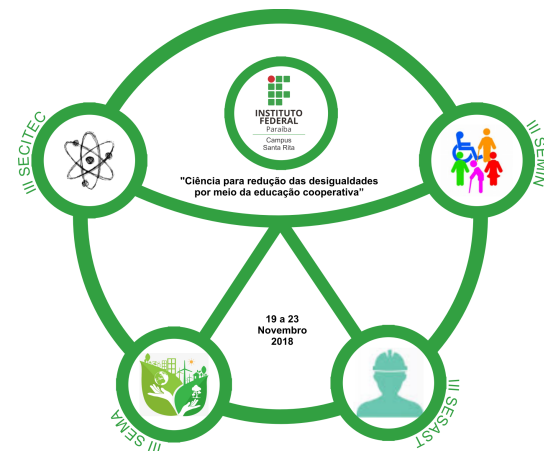 INSTITUTO
FEDERAL
Paraíba
Campus
Santa Rita
III SECITEC
III SEMIN
"Ciência para redução das desigualdades
por meio da educação cooperativa"
19 a 23
Novembro
2018
III SEMA
III SESAST